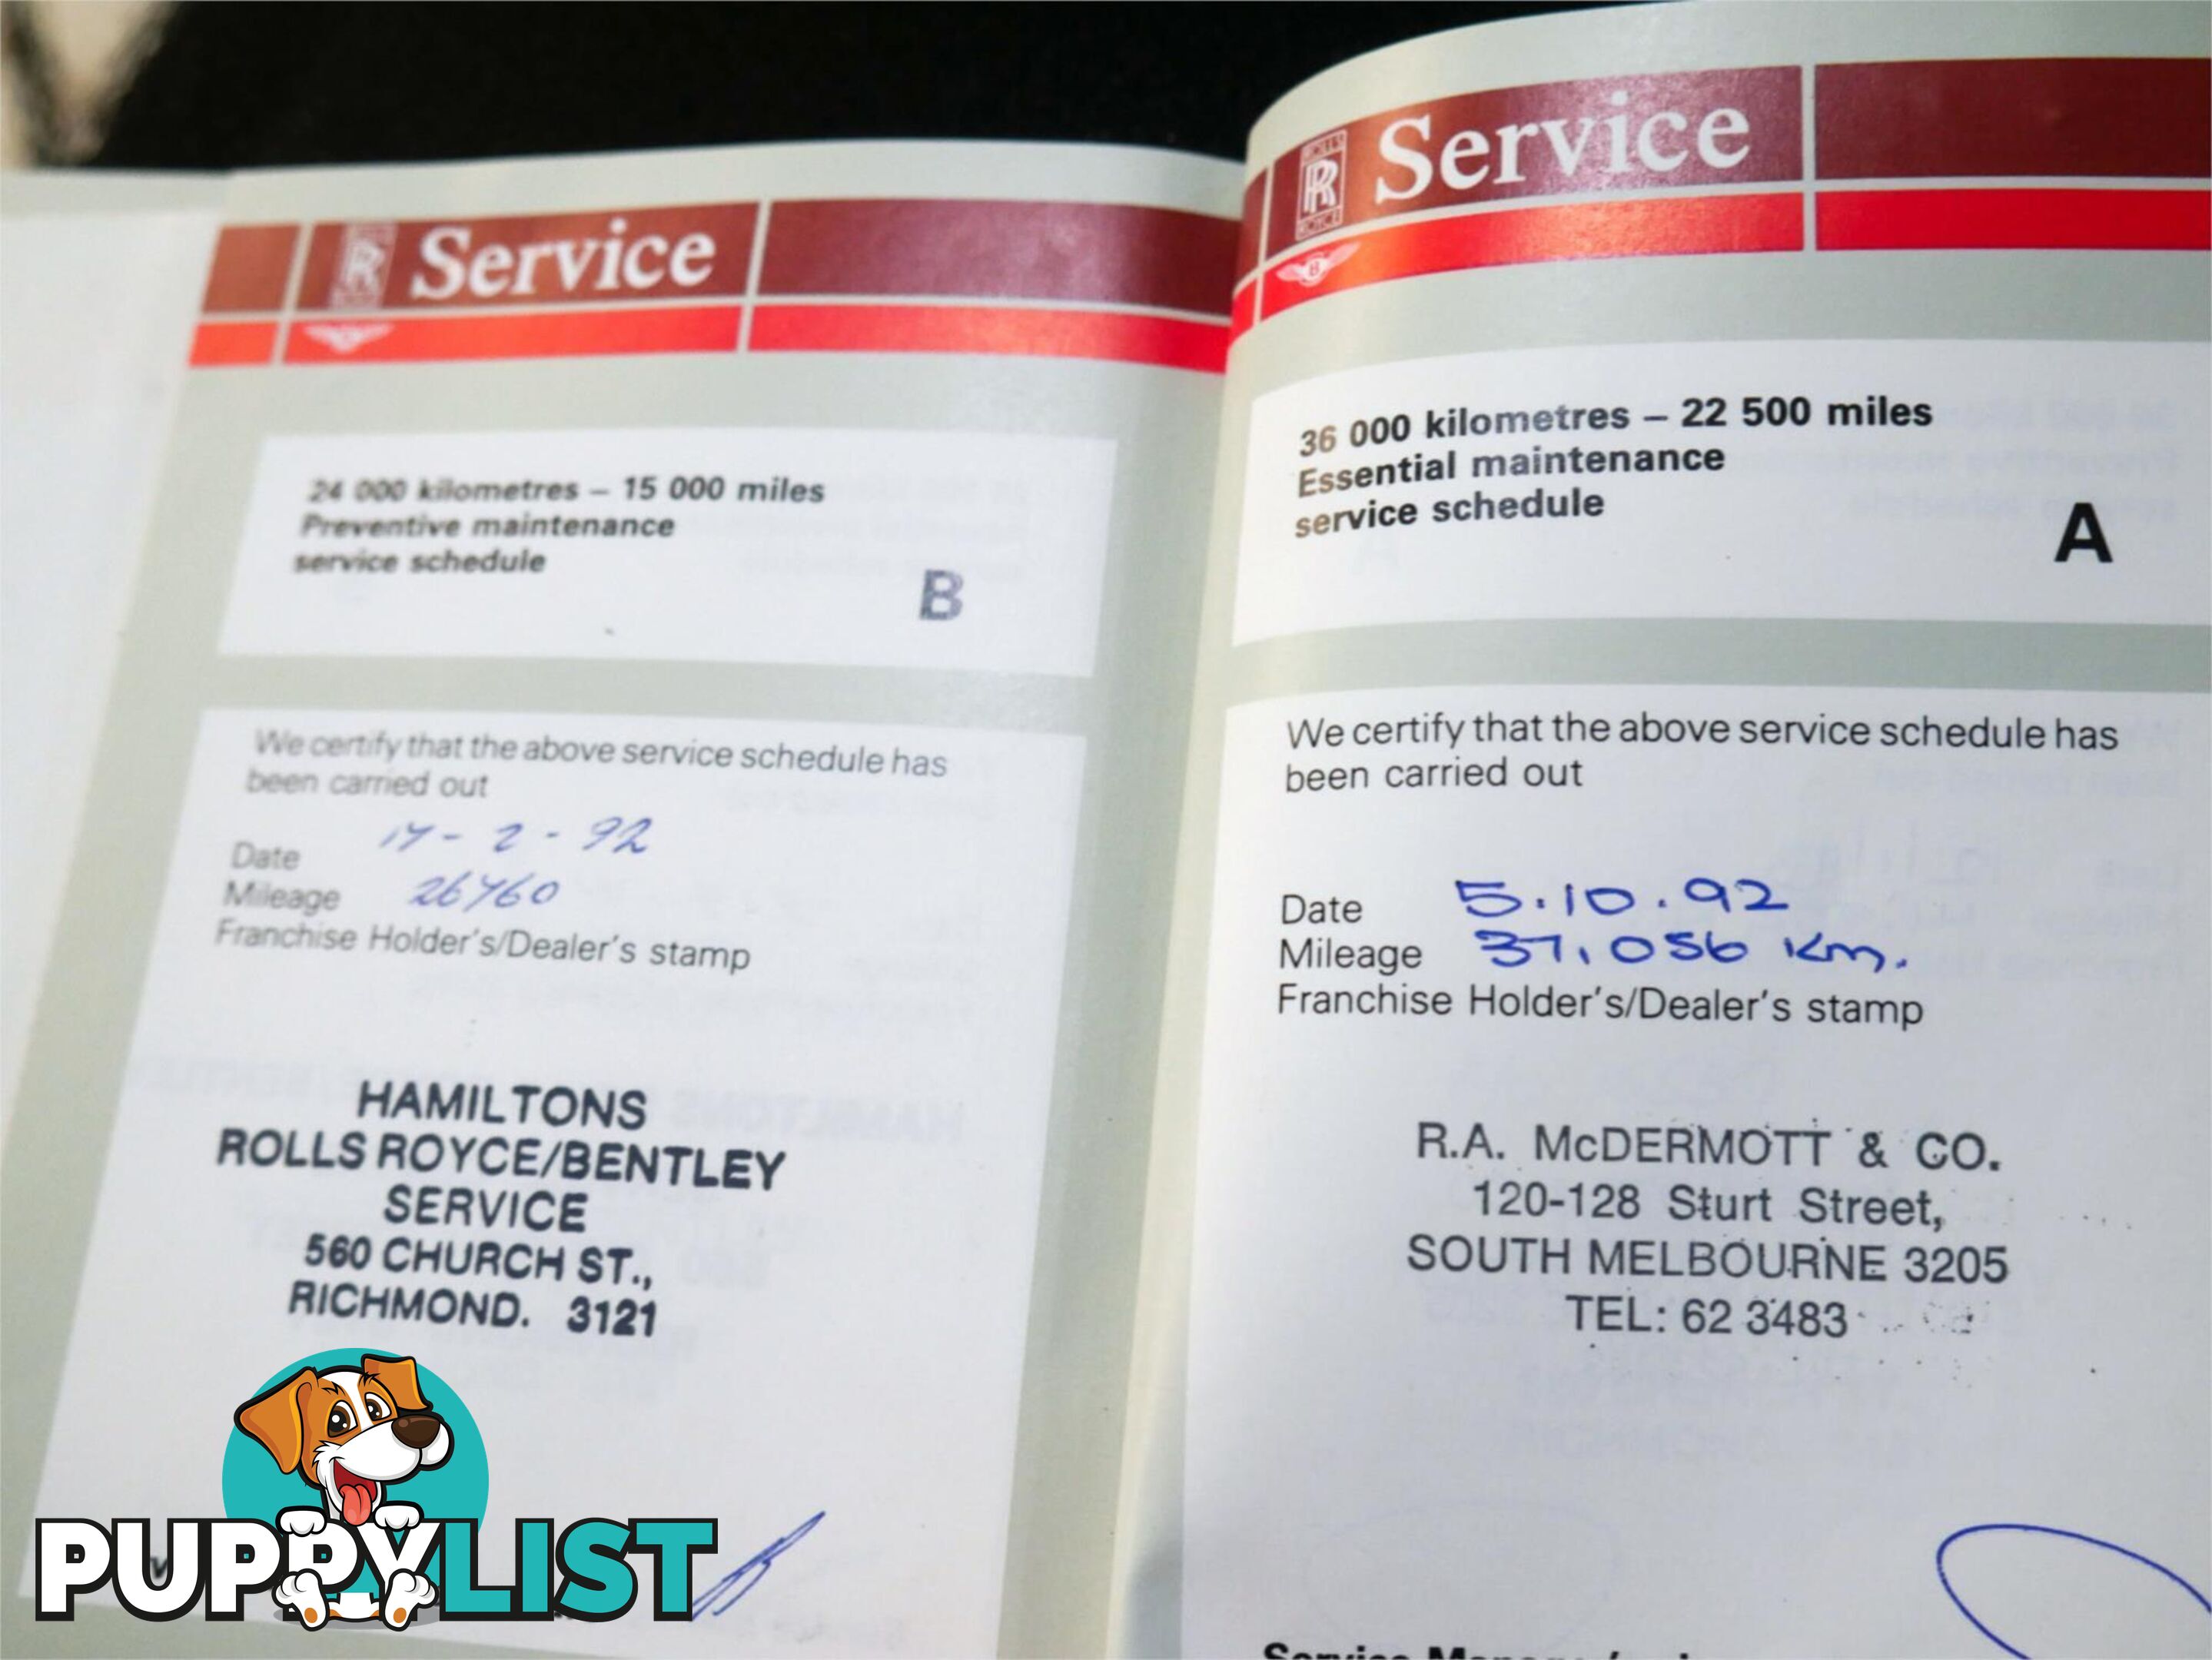 Service
24 000 kilometres – 15 000 miles
Preventive maintenance
service schedule
B
We certify that the above service schedule has
been carried out
Date 17-2-92
Mileage 26760
Franchise Holder's/Dealer's stamp
HAMILTONS
ROLLS ROYCE/BENTLEY
SERVICE
560 CHURCH ST.,
RICHMOND. 3121
PUPPYLIST
Service
36 000 kilometres – 22 500 miles
Essential maintenance
service schedule
A
We certify that the above service schedule has
been carried out
Date 5.10.92
Mileage 37,056 Km.
Franchise Holder's/Dealer's stamp
R.A. McDERMOTT & CO.
120-128 Sturt Street,
SOUTH MELBOURNE 3205
TEL: 62 3483